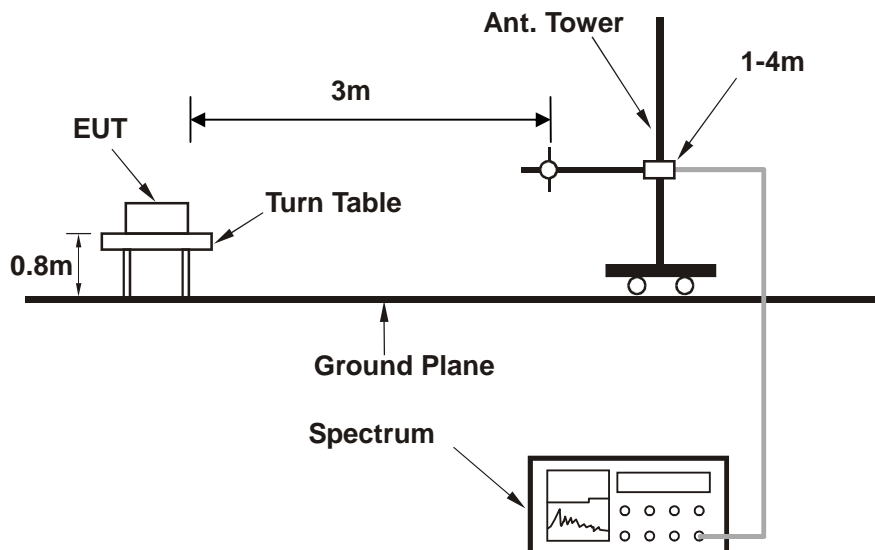 Ant. Tower
1-4m
3m
EUT
Turn Table
0.8m
Ground Plane
Spectrum